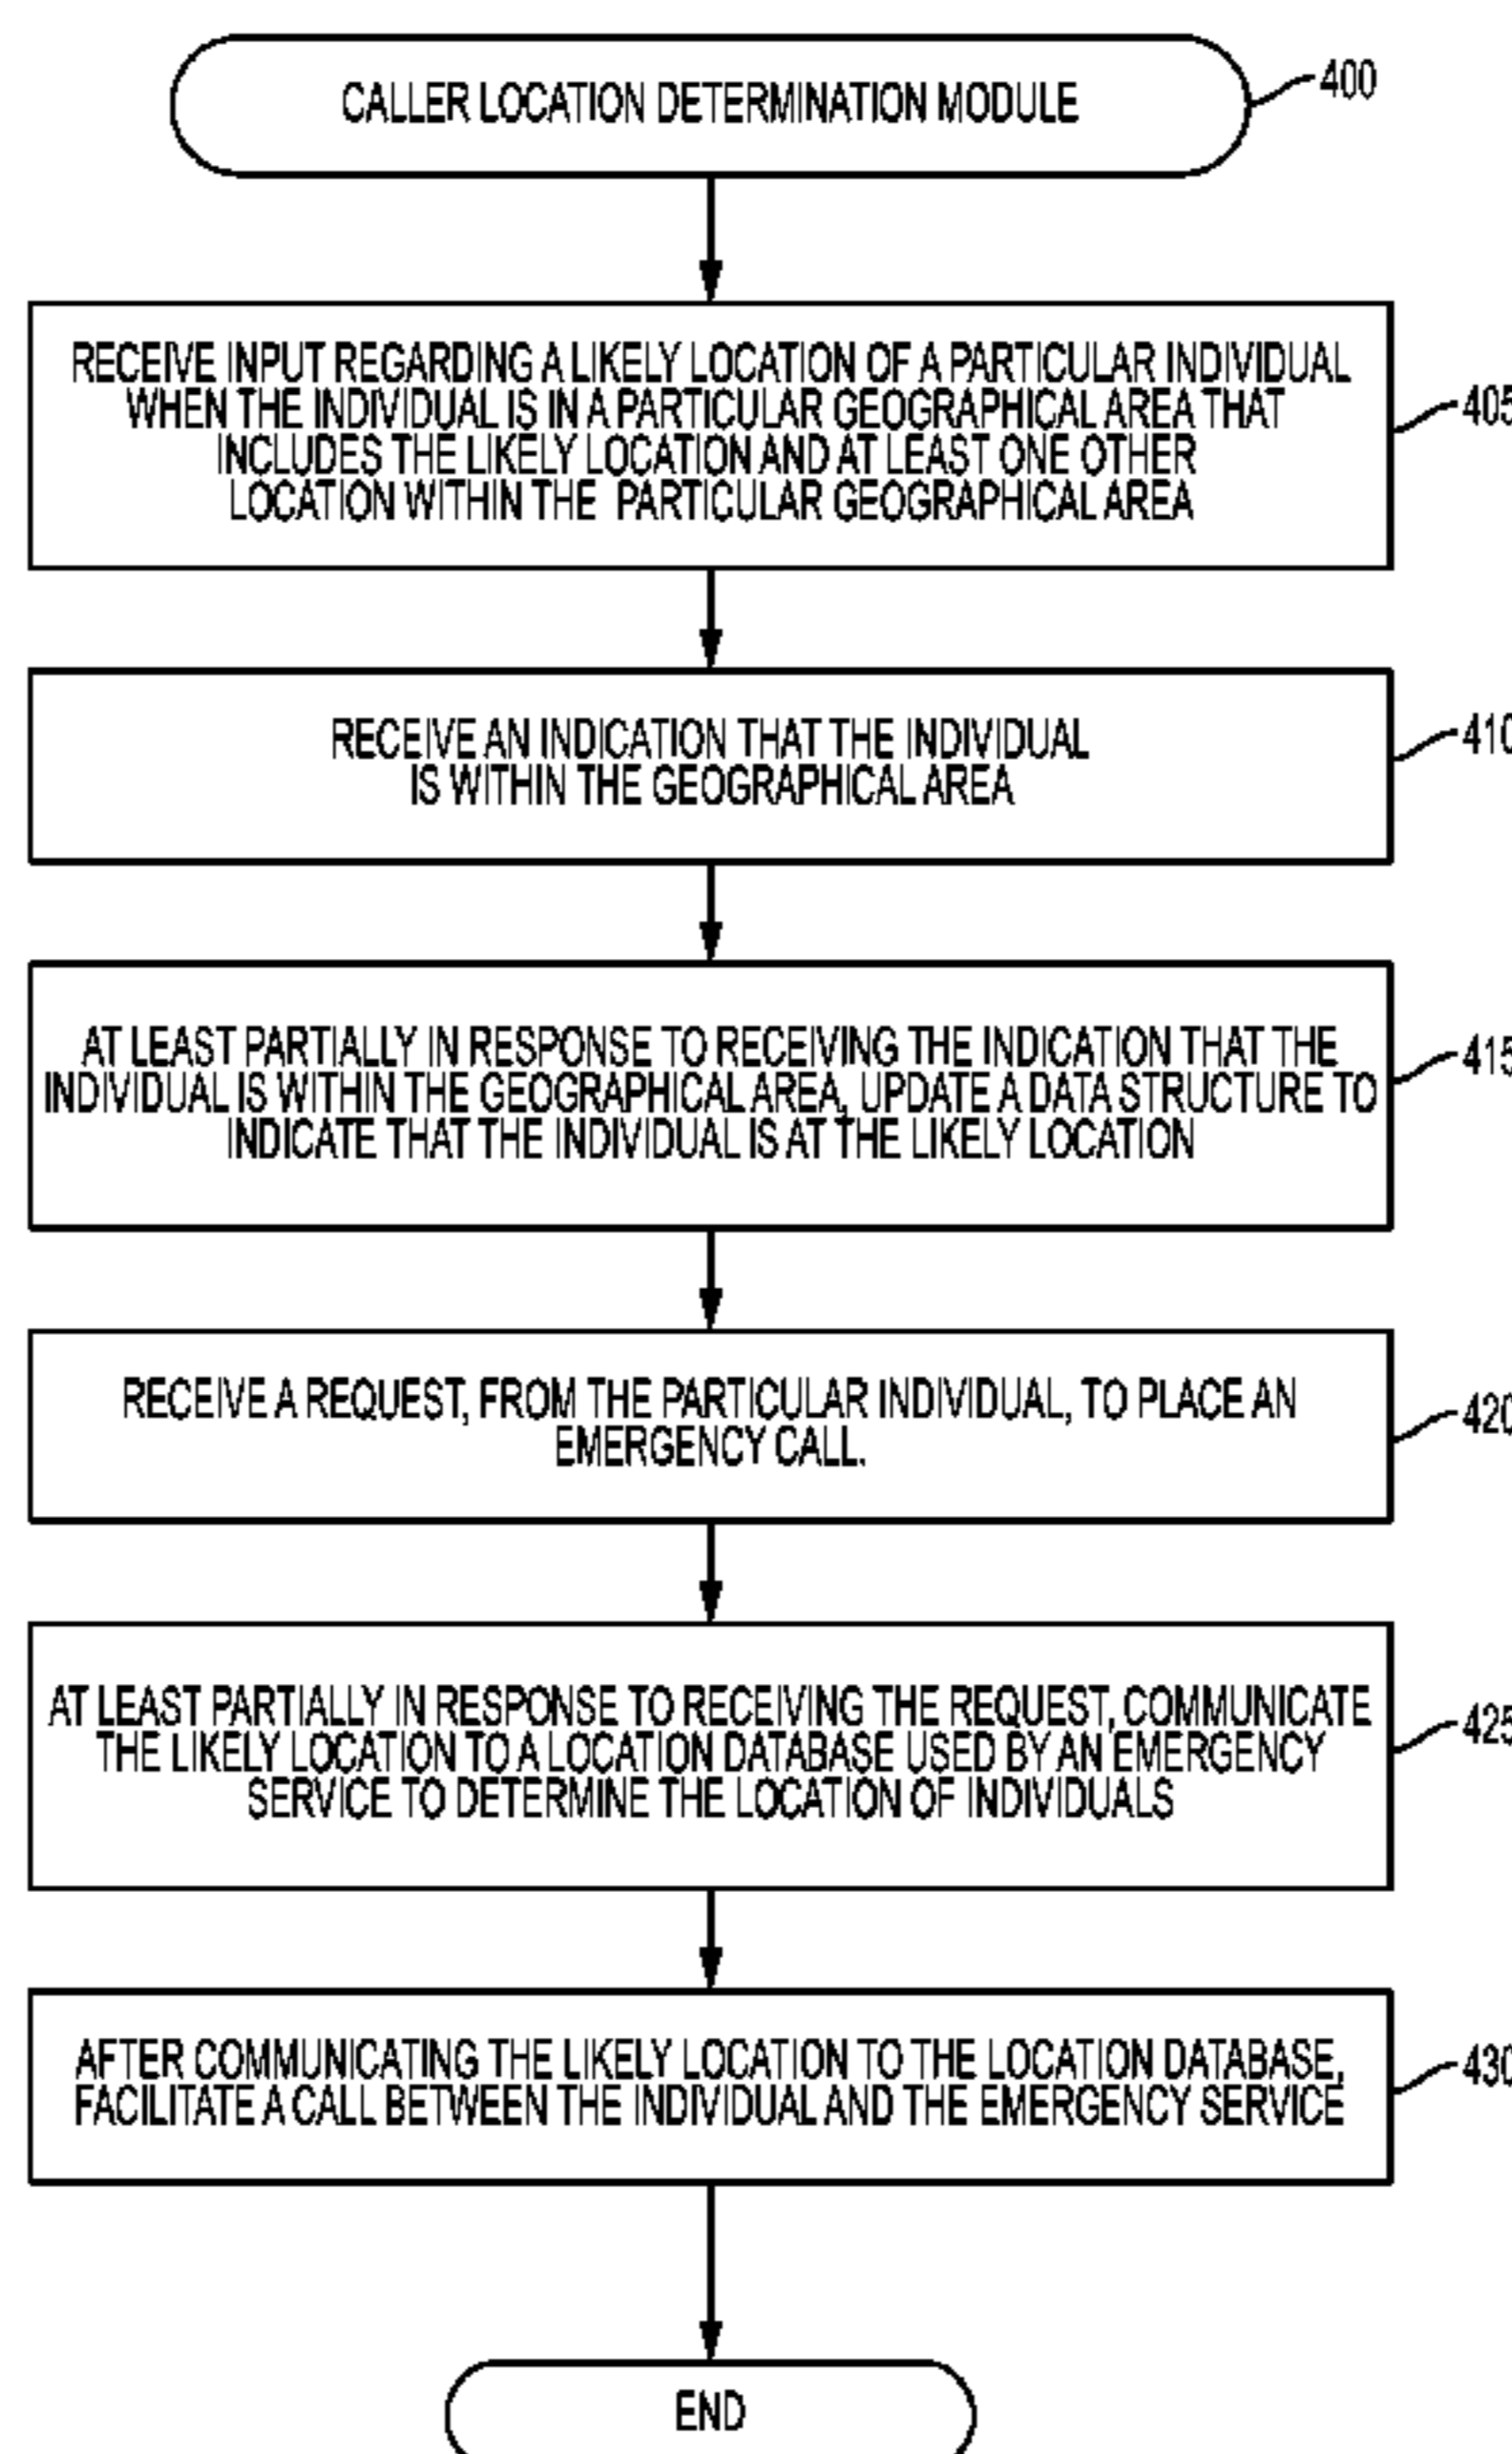 CALLER LOCATION DETERMINATION MODULE
400
RECEIVE INPUT REGARDING A LIKELY LOCATION OF A PARTICULAR INDIVIDUAL
WHEN THE INDIVIDUAL IS IN A PARTICULAR GEOGRAPHICAL AREA THAT
INCLUDES THE LIKELY LOCATION AND AT LEAST ONE OTHER
LOCATION WITHIN THE PARTICULAR GEOGRAPHICAL AREA
405
RECEIVE AN INDICATION THAT THE INDIVIDUAL
IS WITHIN THE GEOGRAPHICAL AREA
410
AT LEAST PARTIALLY IN RESPONSE TO RECEIVING THE INDICATION THAT THE
INDIVIDUAL IS WITHIN THE GEOGRAPHICAL AREA, UPDATE A DATA STRUCTURE TO
INDICATE THAT THE INDIVIDUAL IS AT THE LIKELY LOCATION
415
RECEIVE A REQUEST, FROM THE PARTICULAR INDIVIDUAL, TO PLACE AN
EMERGENCY CALL.
420
AT LEAST PARTIALLY IN RESPONSE TO RECEIVING THE REQUEST, COMMUNICATE
THE LIKELY LOCATION TO A LOCATION DATABASE USED BY AN EMERGENCY
SERVICE TO DETERMINE THE LOCATION OF INDIVIDUALS
425
AFTER COMMUNICATING THE LIKELY LOCATION TO THE LOCATION DATABASE,
FACILITATE A CALL BETWEEN THE INDIVIDUAL AND THE EMERGENCY SERVICE
430
END